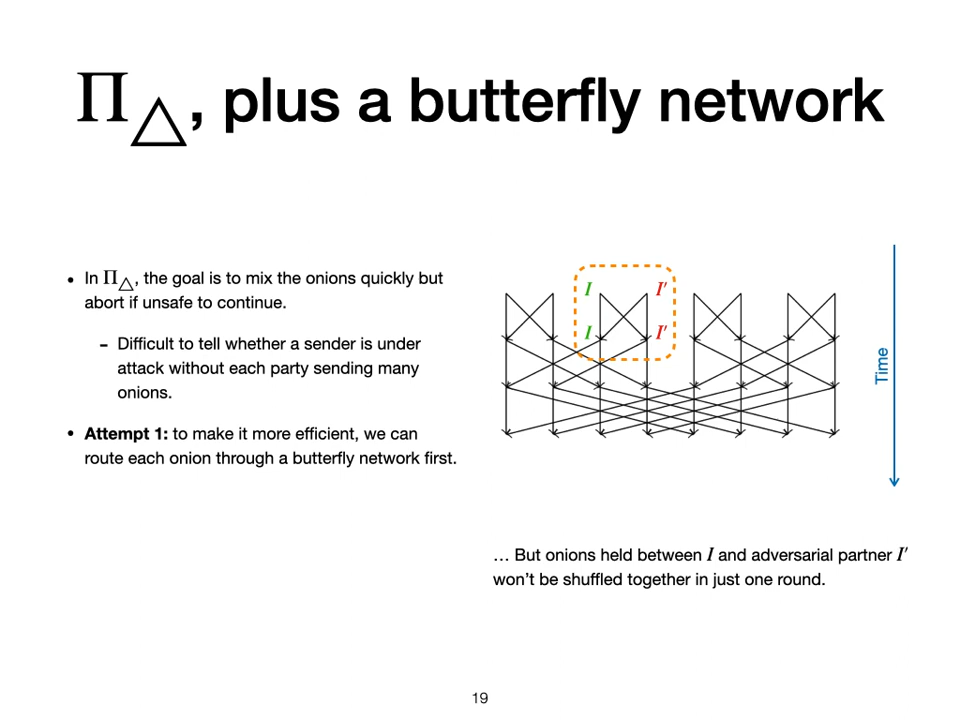 Π△, plus a butterfly network
• In Π△, the goal is to mix the onions quickly but
abort if unsafe to continue.
- Difficult to tell whether a sender is under
attack without each party sending many
onions.
• Attempt 1: to make it more efficient, we can
route each onion through a butterfly network first.
I I′
I I′
Time
… But onions held between I and adversarial partner I′
won’t be shuffled together in just one round.
19